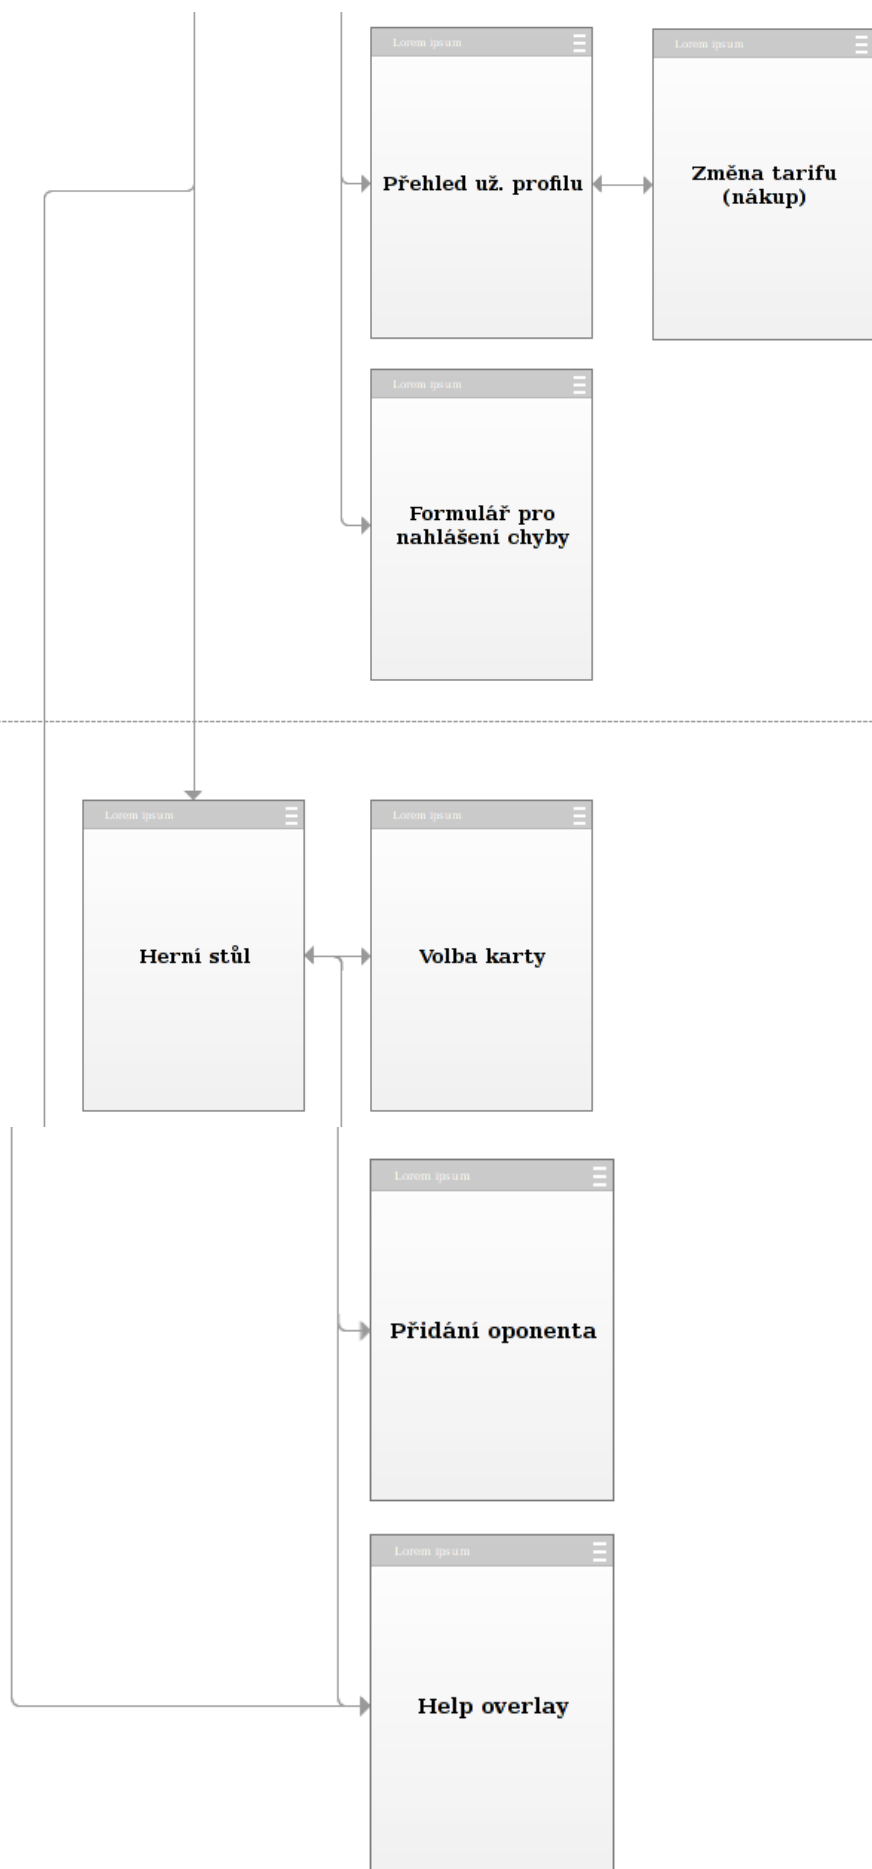 Lorem ipsum
Lorem ipsum
Přehled už. profilu
Změna tarifu
(nákup)
Lorem ipsum
Formulář pro
nahlášení chyby
Lorem ipsum
Lorem ipsum
Herní stůl
Volba karty
Lorem ipsum
Přidání oponenta
Lorem ipsum
Help overlay